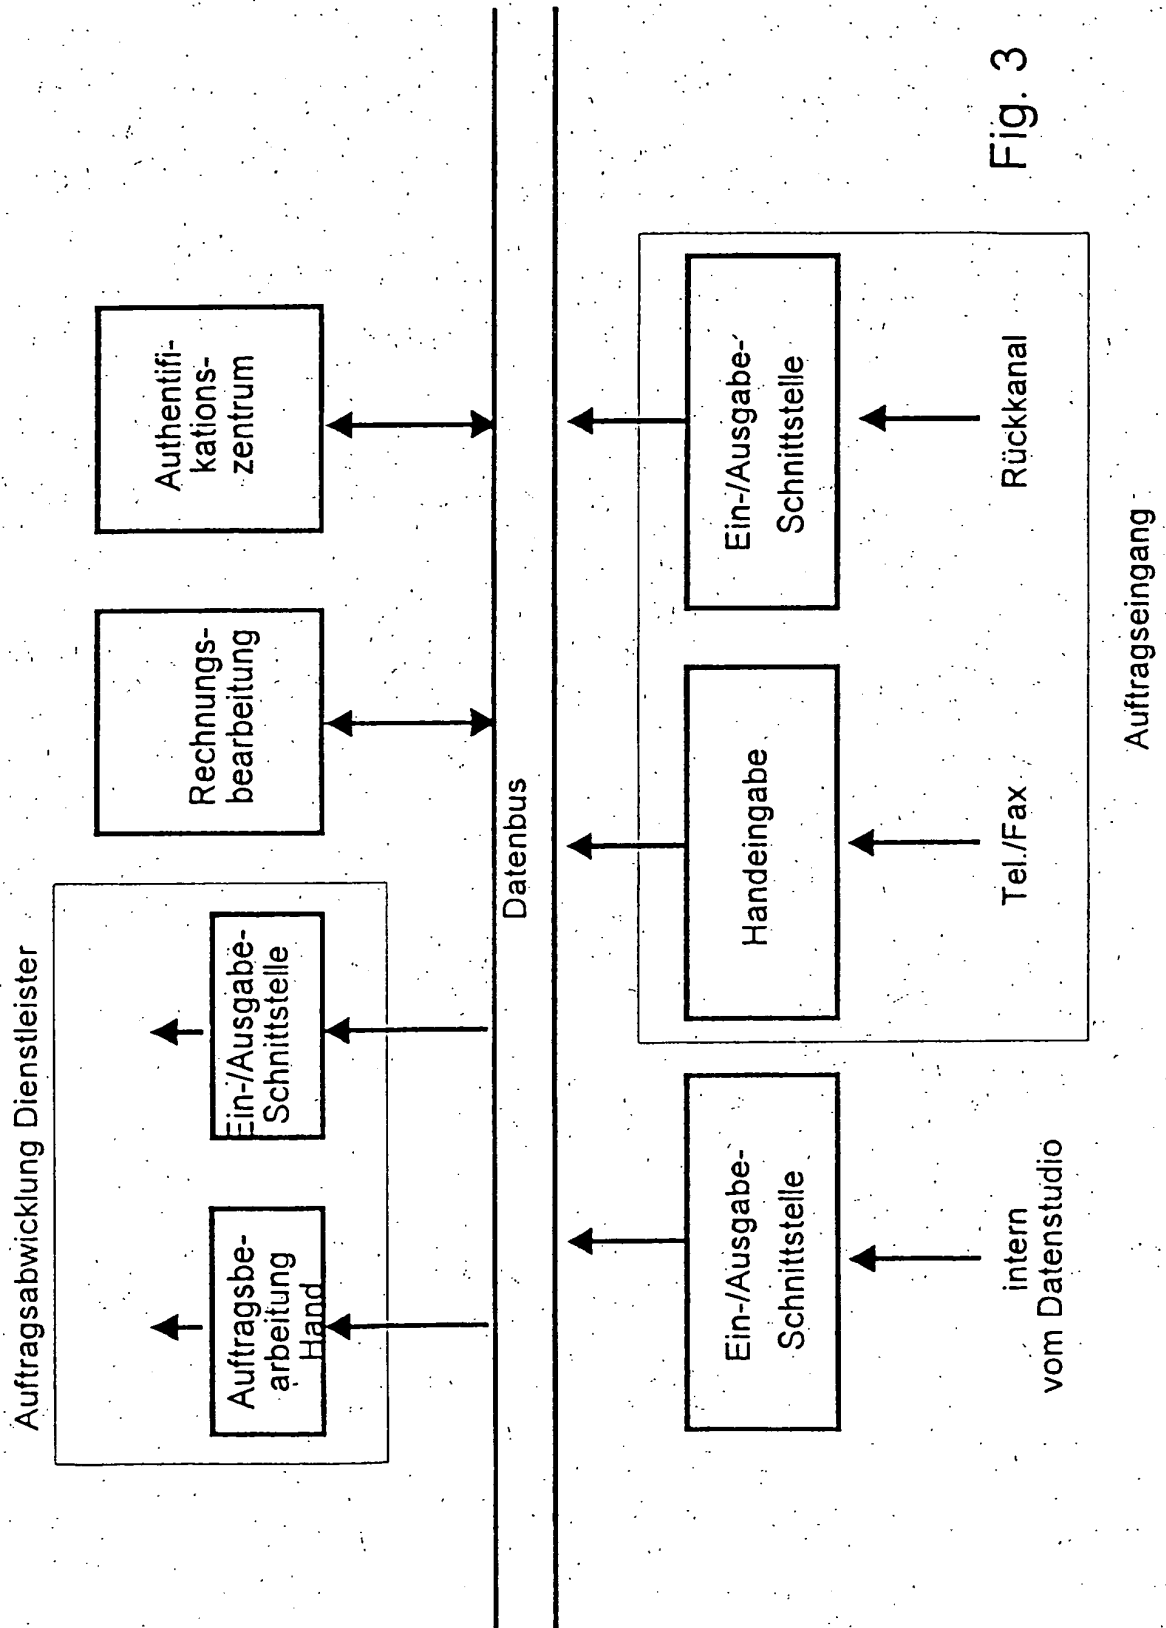 Auftragsabwicklung Dienstleister
Auftragsbe-
arbeitung
Hand
Ein-/Ausgabe-
Schnittstelle
Rechnungs-
bearbeitung
Authentifi-
kations-
zentrum
Datenbus
Ein-/Ausgabe-
Schnittstelle
Handeingabe
Ein-/Ausgabe-
Schnittstelle
intern
vom Datenstudio
Tel./Fax
Rückkanal
Auftragseingang
Fig. 3